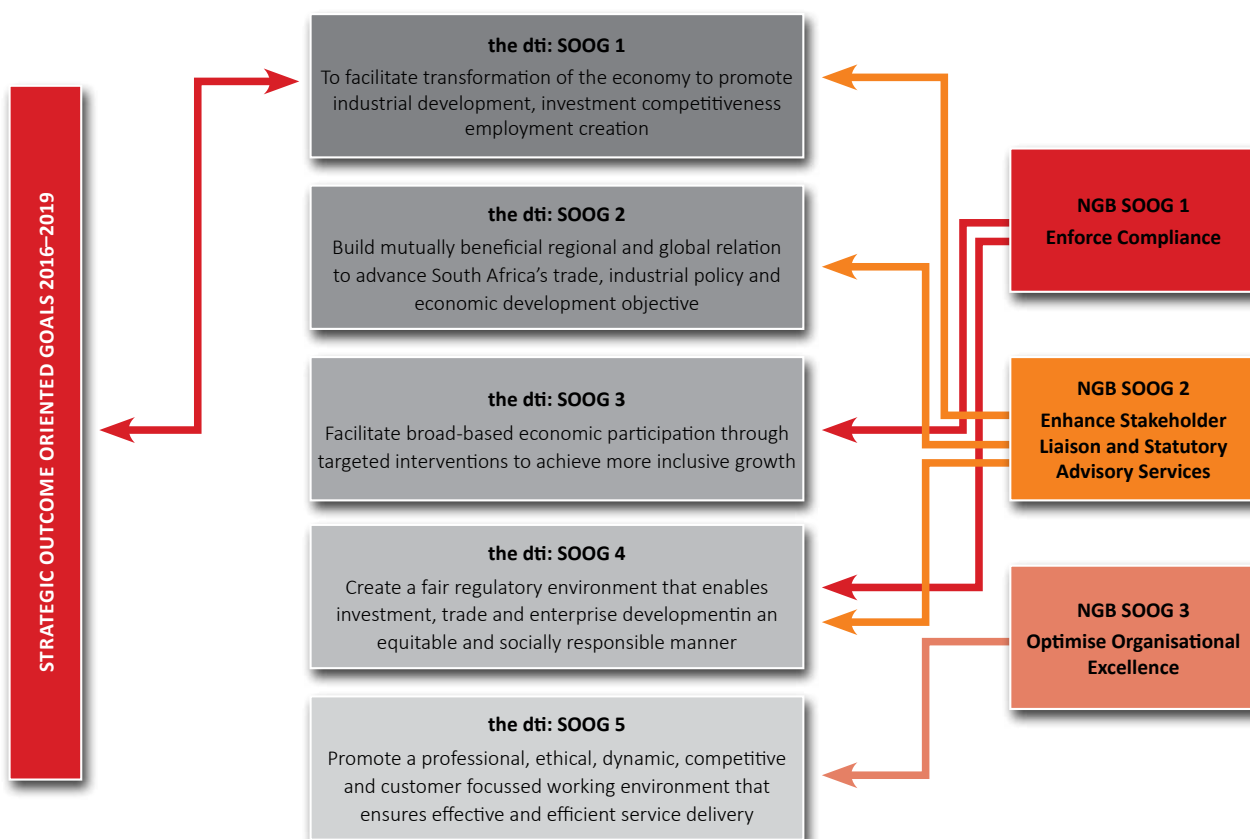 STRATEGIC OUTCOME ORIENTED GOALS 2016–2019
the dti: SOOG 1
To facilitate transformation of the economy to promote
industrial development, investment competitiveness
employment creation
the dti: SOOG 2
Build mutually beneficial regional and global relation
to advance South Africa’s trade, industrial policy and
economic development objective
the dti: SOOG 3
Facilitate broad-based economic participation through
targeted interventions to achieve more inclusive growth
the dti: SOOG 4
Create a fair regulatory environment that enables
investment, trade and enterprise developmentin an
equitable and socially responsible manner
the dti: SOOG 5
Promote a professional, ethical, dynamic, competitive
and customer focussed working environment that
ensures effective and efficient service delivery
NGB SOOG 1
Enforce Compliance
NGB SOOG 2
Enhance Stakeholder
Liaison and Statutory
Advisory Services
NGB SOOG 3
Optimise Organisational
Excellence